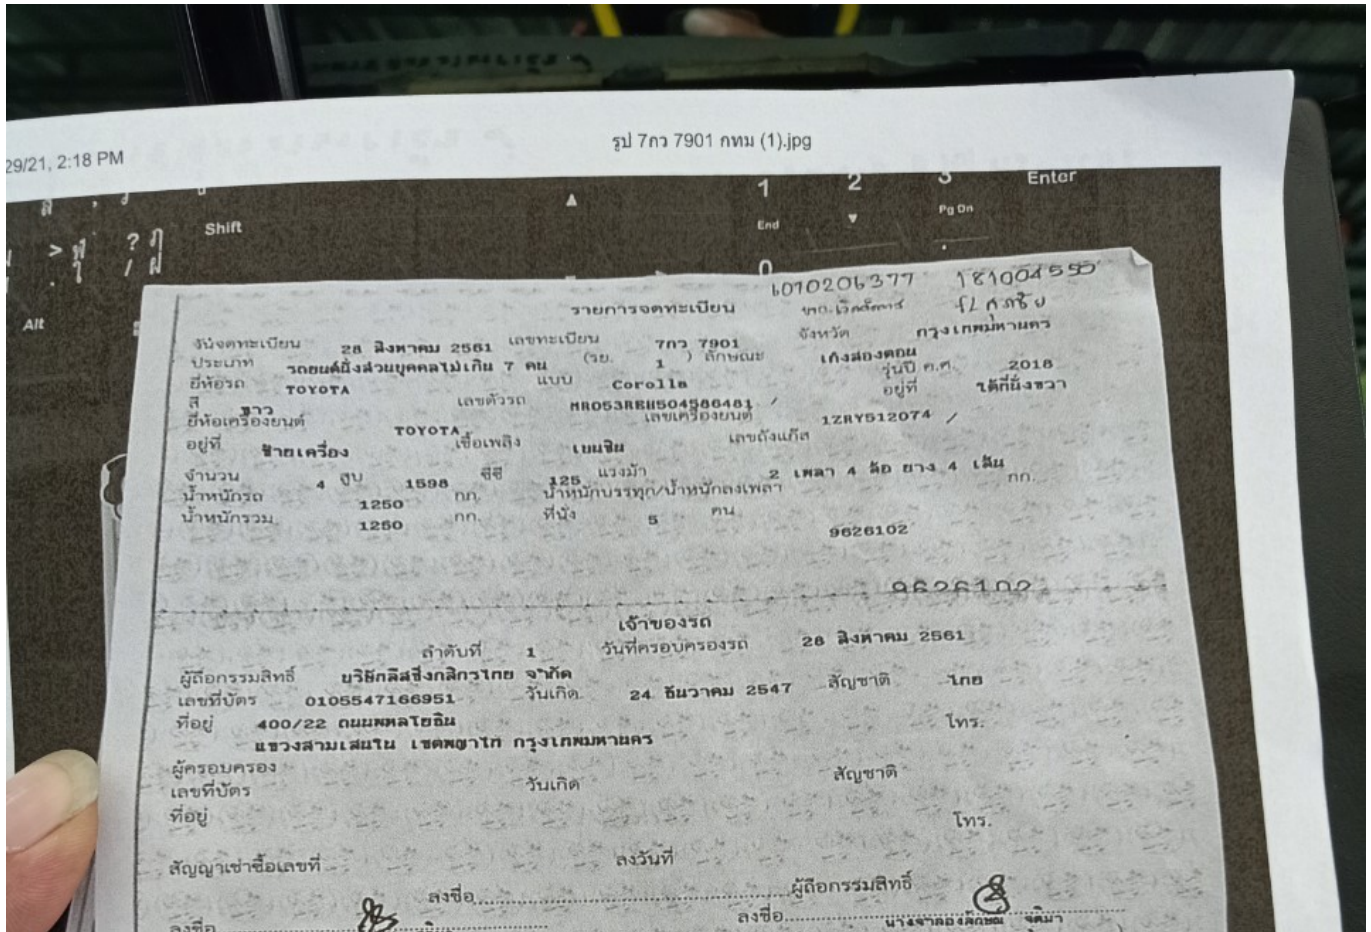 29/21, 2:18 PM
รูป 7กว 7901 กทม (1).jpg
Shift
1 2 3 Enter
End ▼ Pg Dn
0
Alt
6070206377 181004550
รายการจดทะเบียน
วันจดทะเบียน 28 สิงหาคม 2561 เลขทะเบียน 7กว 7901 จังหวัด กรุงเทพมหานคร
ประเภท รถยนต์นั่งส่วนบุคคลไม่เกิน 7 คน (รย. 1 ) ลักษณะ เก๋งสองตอน
ยี่ห้อรถ TOYOTA แบบ Corolla รุ่นปี ค.ศ. 2018
สี ขาว เลขตัวรถ MR053REH504586481 / อยู่ที่ ใต้ที่นั่งขวา
ยี่ห้อเครื่องยนต์ TOYOTA เลขเครื่องยนต์ 1ZRY512074 /
อยู่ที่ ซ้ายเครื่อง เชื้อเพลิง เบนซิน เลขถังแก๊ส
จำนวน 4 สูบ 1598 ซีซี 125 แรงม้า 2 เพลา 4 ล้อ ยาง 4 เส้น
น้ำหนักรถ 1250 กก. น้ำหนักบรรทุก/น้ำหนักลงเพลา กก.
น้ำหนักรวม 1250 กก. ที่นั่ง 5 คน
9626102
9626102
เจ้าของรถ
ลำดับที่ 1 วันที่ครอบครองรถ 28 สิงหาคม 2561
ผู้ถือกรรมสิทธิ์ บริษัทลีสซิ่งกสิกรไทย จำกัด
เลขที่บัตร 0105547166951 วันเกิด 24 ธันวาคม 2547 สัญชาติ ไทย
ที่อยู่ 400/22 ถนนพหลโยธิน โทร.
แขวงสามเสนใน เขตพญาไท กรุงเทพมหานคร
ผู้ครอบครอง
เลขที่บัตร วันเกิด สัญชาติ
ที่อยู่ โทร.
สัญญาเช่าซื้อเลขที่ ลงวันที่
ลงชื่อ ผู้ถือกรรมสิทธิ์
ลงชื่อ ลงชื่อ